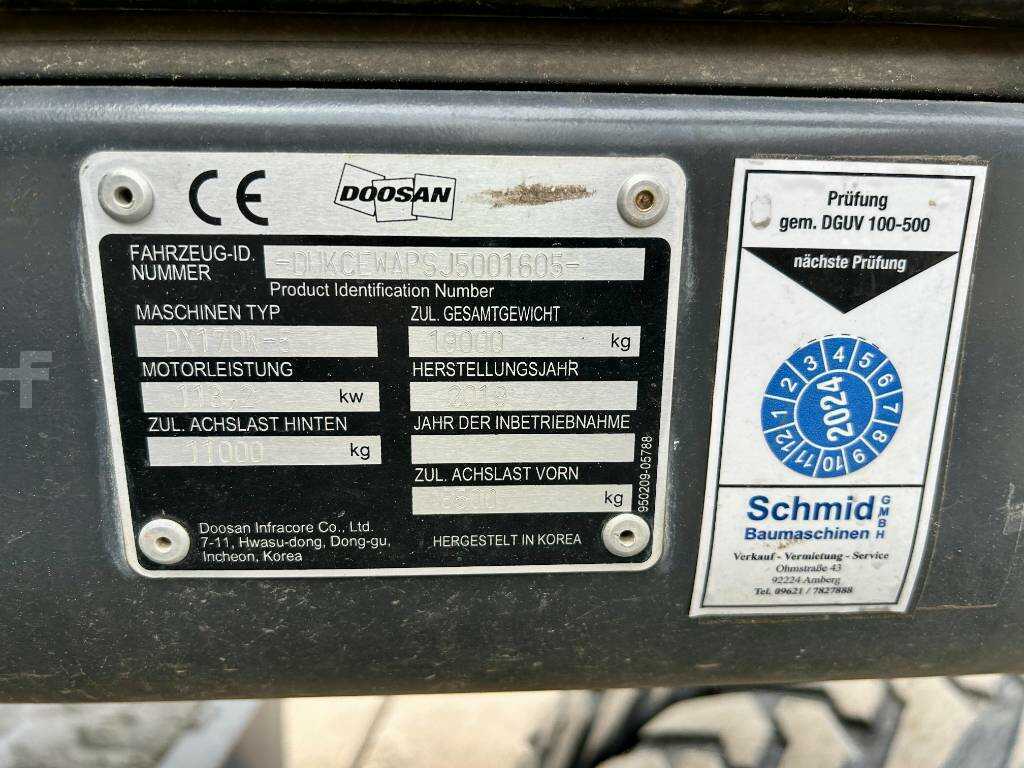 CE DOOSAN
FAHRZEUG-ID.
NUMMER
-DHKCEWAPSJ5001605-
Product Identification Number
MASCHINEN TYP
DX170W-5
MOTORLEISTUNG
kw
ZUL. ACHSLAST HINTEN
11000 kg
ZUL. GESAMTGEWICHT
kg
HERSTELLUNGSJAHR
2018
JAHR DER INBETRIEBNAHME
ZUL. ACHSLAST VORN
kg
950209-05788
Doosan Infracore Co., Ltd.
7-11, Hwasu-dong, Dong-gu,
Incheon, Korea
HERGESTELLT IN KOREA
Prüfung
gem. DGUV 100-500
nächste Prüfung
1 2 3 4 5 6 7 8 9 10 11 12
2024
Schmid GMBH
Baumaschinen
Verkauf - Vermietung - Service
Ohmstraße 43
92224 Amberg
Tel. 09621 / 7827888
f